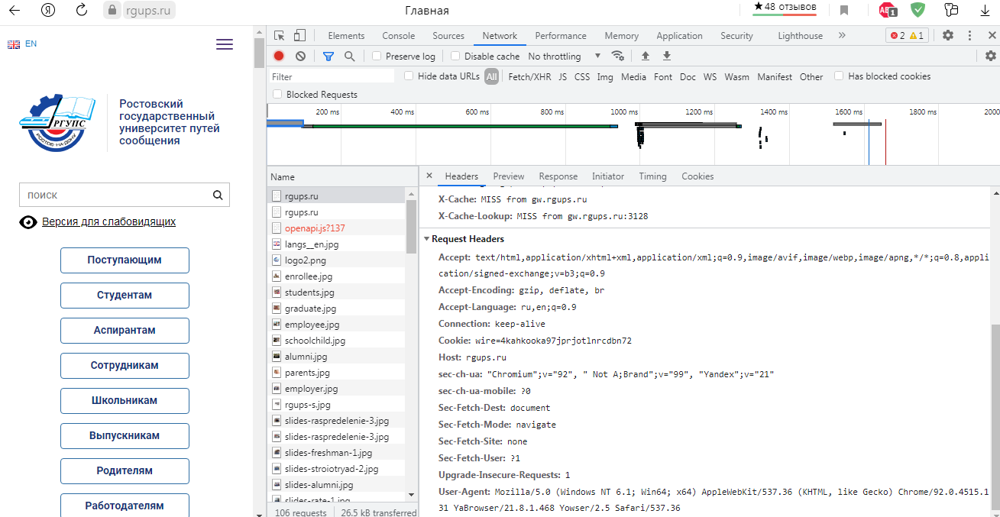 Я
rgups.ru
Главная
★48 отзывов
1
EN
РГУПС
РОСТОВ-НА-ДОНУ
Ростовский
государственный
университет путей
сообщения
поиск
Версия для слабовидящих
Поступающим
Студентам
Аспирантам
Сотрудникам
Школьникам
Выпускникам
Родителям
Работодателям
Elements Console Sources Network Performance Memory Application Security Lighthouse » 2 1
Preserve log Disable cache No throttling
Filter Hide data URLs All Fetch/XHR JS CSS Img Media Font Doc WS Wasm Manifest Other Has blocked cookies
Blocked Requests
200 ms 400 ms 600 ms 800 ms 1000 ms 1200 ms 1400 ms 1600 ms 1800 ms 2000
Name
rgups.ru
rgups.ru
openapi.js?137
langs__en.jpg
logo2.png
enrollee.jpg
students.jpg
graduate.jpg
employee.jpg
schoolchild.jpg
alumni.jpg
parents.jpg
employer.jpg
rgups-s.jpg
slides-raspredelenie-3.jpg
slides-raspredelenie-3.jpg
slides-freshman-1.jpg
slides-stroiotryad-2.jpg
slides-alumni.jpg
slides-rate-1.jpg
106 requests 26.5 kB transferred
× Headers Preview Response Initiator Timing Cookies
X-Cache: MISS from gw.rgups.ru
X-Cache-Lookup: MISS from gw.rgups.ru:3128
Request Headers
Accept: text/html,application/xhtml+xml,application/xml;q=0.9,image/avif,image/webp,image/apng,*/*;q=0.8,appli
cation/signed-exchange;v=b3;q=0.9
Accept-Encoding: gzip, deflate, br
Accept-Language: ru,en;q=0.9
Connection: keep-alive
Cookie: wire=4kahkooka97jprjotlnrcdbn72
Host: rgups.ru
sec-ch-ua: "Chromium";v="92", " Not A;Brand";v="99", "Yandex";v="21"
sec-ch-ua-mobile: ?0
Sec-Fetch-Dest: document
Sec-Fetch-Mode: navigate
Sec-Fetch-Site: none
Sec-Fetch-User: ?1
Upgrade-Insecure-Requests: 1
User-Agent: Mozilla/5.0 (Windows NT 6.1; Win64; x64) AppleWebKit/537.36 (KHTML, like Gecko) Chrome/92.0.4515.1
31 YaBrowser/21.8.1.468 Yowser/2.5 Safari/537.36